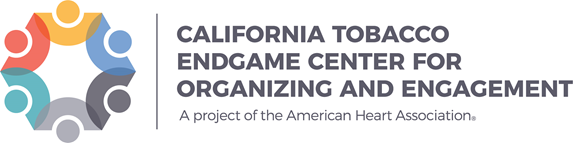 CALIFORNIA TOBACCO
ENDGAME CENTER FOR
ORGANIZING AND ENGAGEMENT
A project of the American Heart Association®